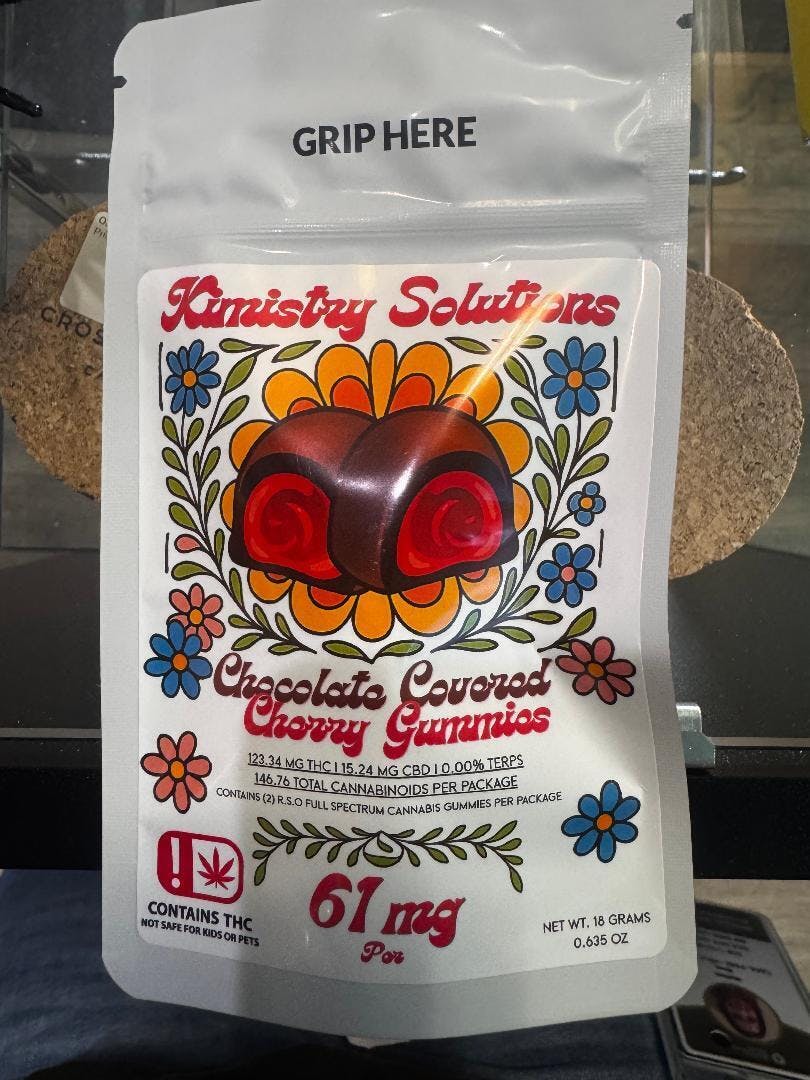 GRIP HERE
Kimistry Solutions
Chocolate Covered
Cherry Gummies
123.34 MG THC | 15.24 MG CBD | 0.00% TERPS
146.76 TOTAL CANNABINOIDS PER PACKAGE
CONTAINS (2) R.S.O FULL SPECTRUM CANNABIS GUMMIES PER PACKAGE
!
CONTAINS THC
NOT SAFE FOR KIDS OR PETS
61 mg
Per
NET WT. 18 GRAMS
0.635 OZ